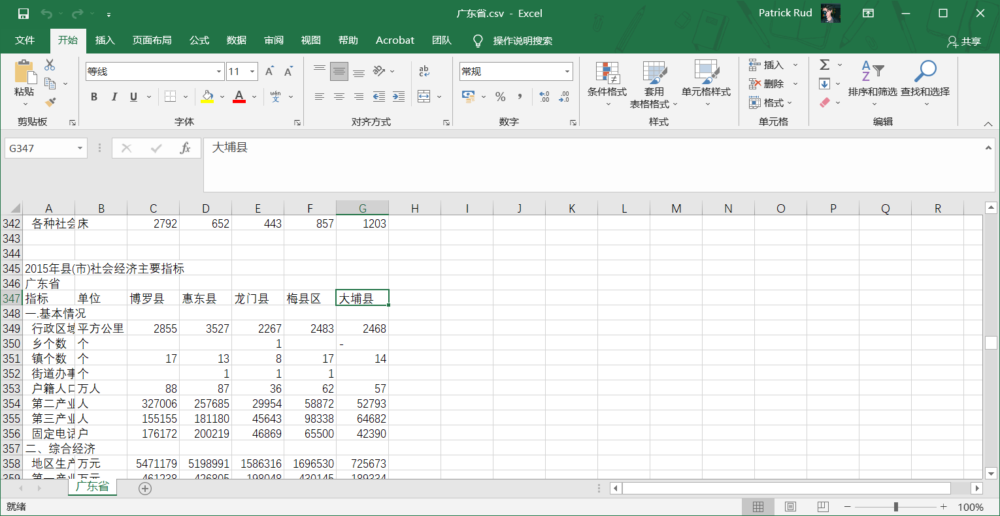 广东省.csv - Excel
Patrick Rud
文件 开始 插入 页面布局 公式 数据 审阅 视图 帮助 Acrobat 团队 操作说明搜索 共享
粘贴
剪贴板
等线 11
B I U A wén 文
字体
ab c
对齐方式
常规
% , .00 .0
数字
条件格式 套用 表格格式 单元格样式
样式
插入
删除
格式
单元格
Σ
排序和筛选 查找和选择
编辑
G347 fx 大埔县
A B C D E F G H I J K L M N O P Q R
342 各种社会 床 2792 652 443 857 1203
343
344
345 2015年县(市)社会经济主要指标
346 广东省
347 指标 单位 博罗县 惠东县 龙门县 梅县区 大埔县
348 一.基本情况
349 行政区域 平方公里 2855 3527 2267 2483 2468
350 乡个数 个 1 -
351 镇个数 个 17 13 8 17 14
352 街道办事 个 1 1 1
353 户籍人口 万人 88 87 36 62 57
354 第二产业 人 327006 257685 29954 58872 52793
355 第三产业 人 155155 181180 45643 98338 64682
356 固定电话 户 176172 200219 46869 65500 42390
357 二、综合经济
358 地区生产 万元 5471179 5198991 1586316 1696530 725673
359 第一产业 万元 461238 426805 198048 430145 189334
广东省
就绪
100%